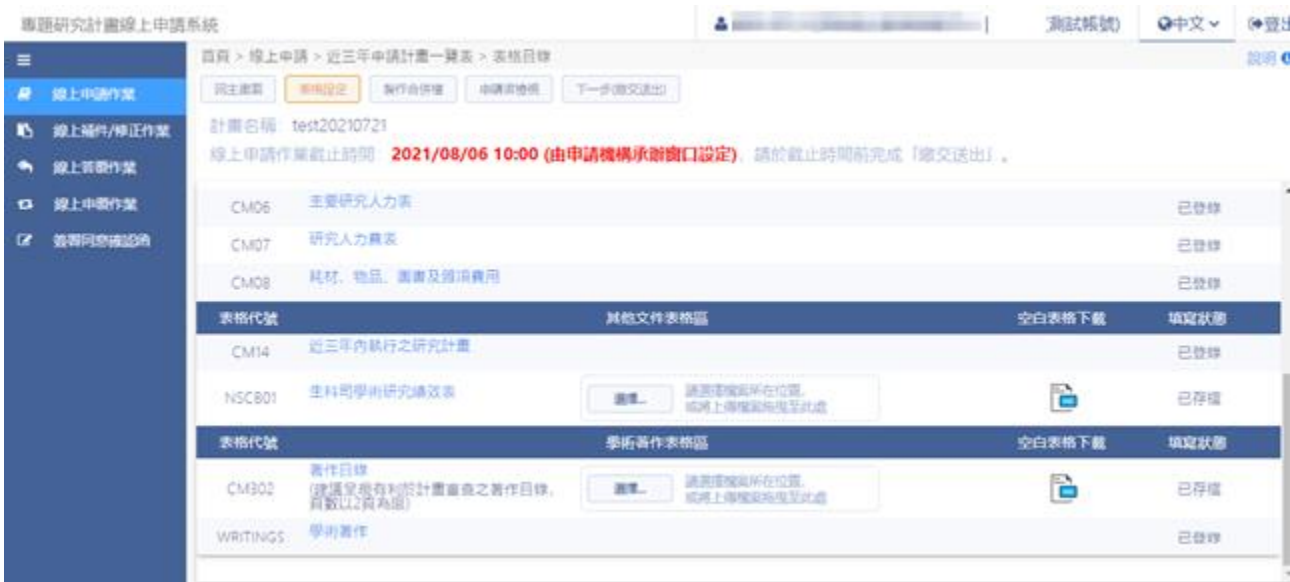 專題研究計畫線上申請系統
測試帳號)
中文
登出
首頁 > 線上申請 > 近三年申請計畫一覽表 > 表格目錄
說明
線上申請作業
線上補件/修正作業
線上答覆作業
線上申覆作業
簽署同意確認函
回主畫面
表格設定
製作合併檔
申請資料檢視
下一步(繳交送出)
計畫名稱 test20210721
線上申請作業截止時間: 2021/08/06 10:00 (由申請機構承辦窗口設定), 請於截止時間前完成「繳交送出」。
CM06 主要研究人力表 已登錄
CM07 研究人力費表 已登錄
CM08 耗材、物品、圖書及雜項費用 已登錄
表格代號 其他文件表格區 空白表格下載 填寫狀態
CM14 近三年內執行之研究計畫 已登錄
NSCB01 生科司學術研究績效表 選擇... 請選擇檔案所在位置, 已存檔
或將上傳檔案拖曳至此處
表格代號 學術著作表格區 空白表格下載 填寫狀態
著作目錄
CM302 (建議呈現有利於計畫審查之著作目錄, 選擇... 請選擇檔案所在位置, 已存檔
頁數以2頁為限) 或將上傳檔案拖曳至此處
WRITINGS 學術著作 已登錄